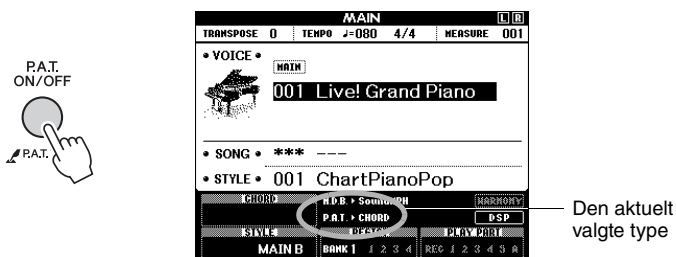 P.A.T.
ON/OFF
P.A.T.
MAIN L R
TRANSPOSE 0 TEMPO ♩=080 4/4 MEASURE 001
• VOICE •
MAIN
001 Live! Grand Piano
• SONG • *** ---
• STYLE • 001 ChartPianoPop
CHORD M.D.B. ▸ SoundUPH HARMONY
P.A.T. ▸ CHORD DSP
STYLE REGIST PLAY PART
MAIN B BANK 1 1 2 3 4 REC 1 2 3 4 5 A
Den aktuelt
valgte type